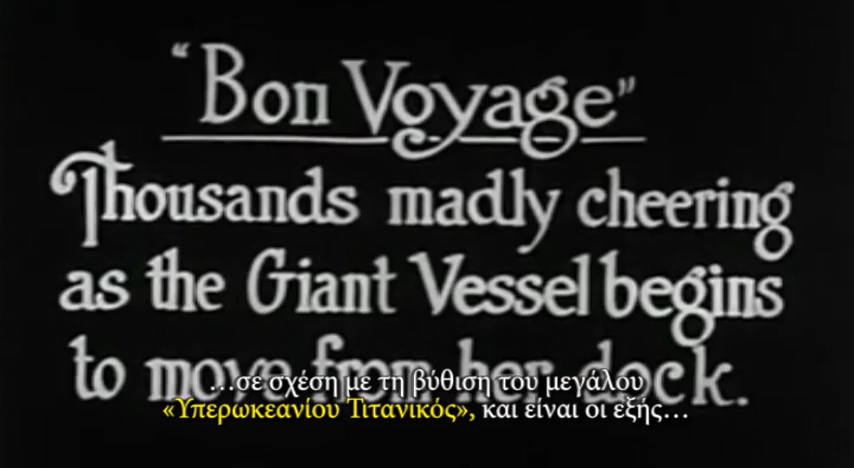 "Bon Voyage"
Thousands madly cheering
as the Giant Vessel begins
to move from her dock.
…σε σχέση με τη βύθιση του μεγάλου
«Υπερωκεανίου Τιτανικός», και είναι οι εξής…